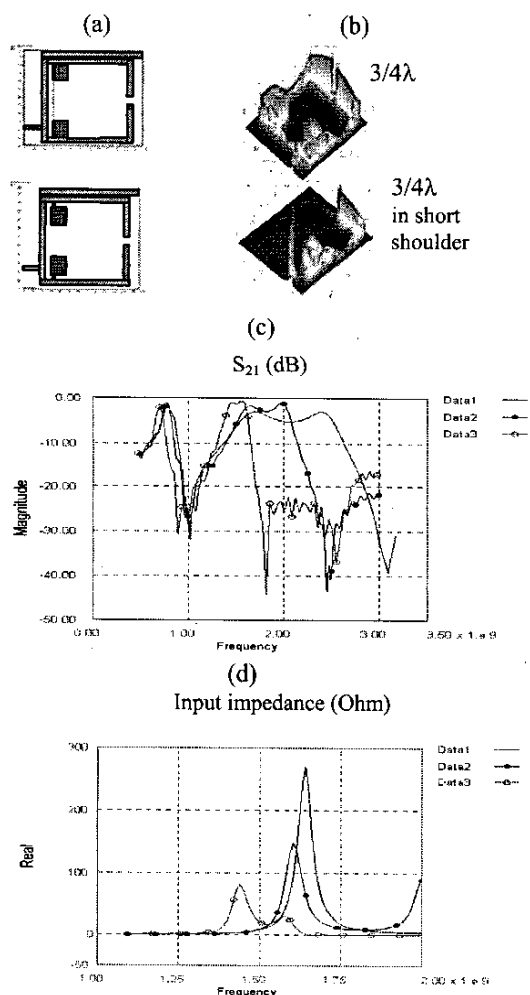 (a)
(b)
3/4λ
3/4λ
in short
shoulder
(c)
S21 (dB)
0.00
-10.00
-20.00
-30.00
-40.00
-50.00
Magnitude
0.00
1.00
2.00
3.00
3.50 x 1.e 9
Frequency
Data1
Data2
Data3
(d)
Input impedance (Ohm)
300
200
100
0
-50
Real
1.00
1.25
1.50
1.75
2.00 x 1.e 9
Frequency
Data1
Data2
Data3